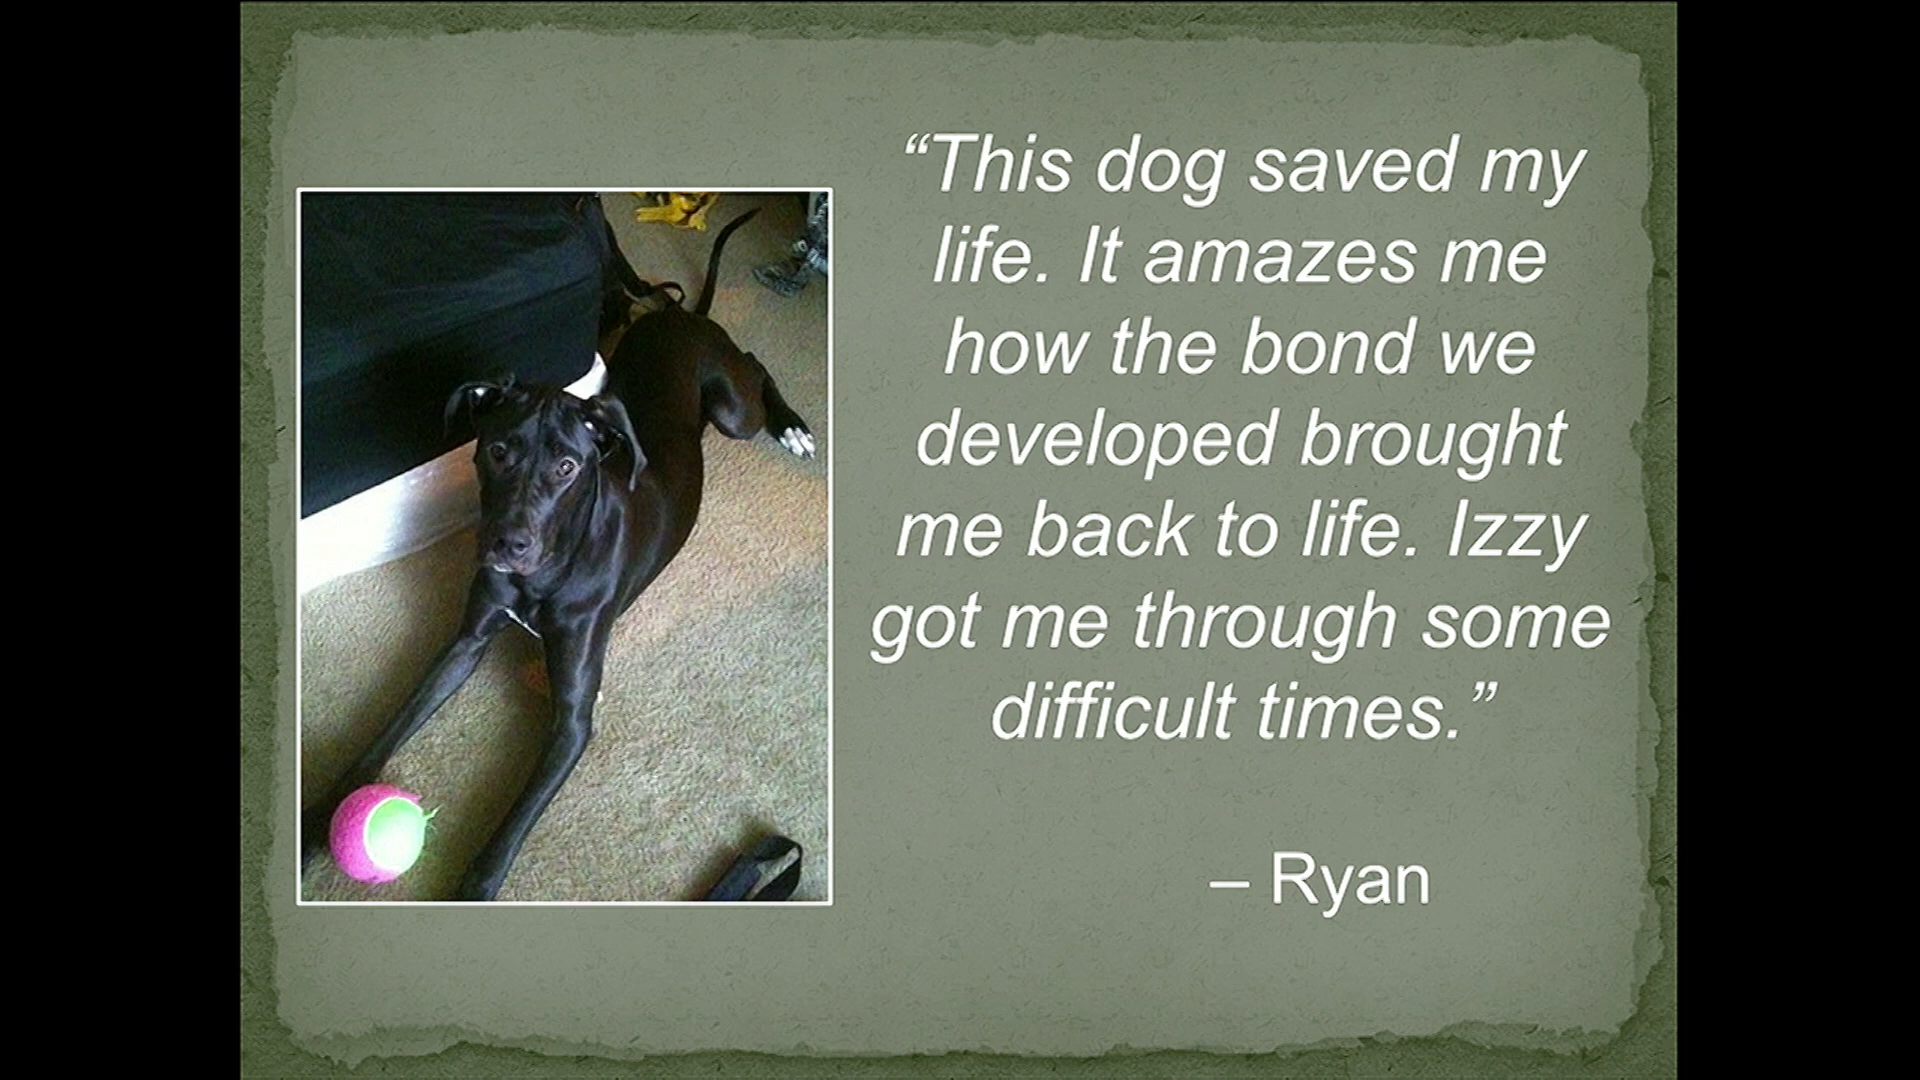 “This dog saved my
life. It amazes me
how the bond we
developed brought
me back to life. Izzy
got me through some
difficult times.”
– Ryan